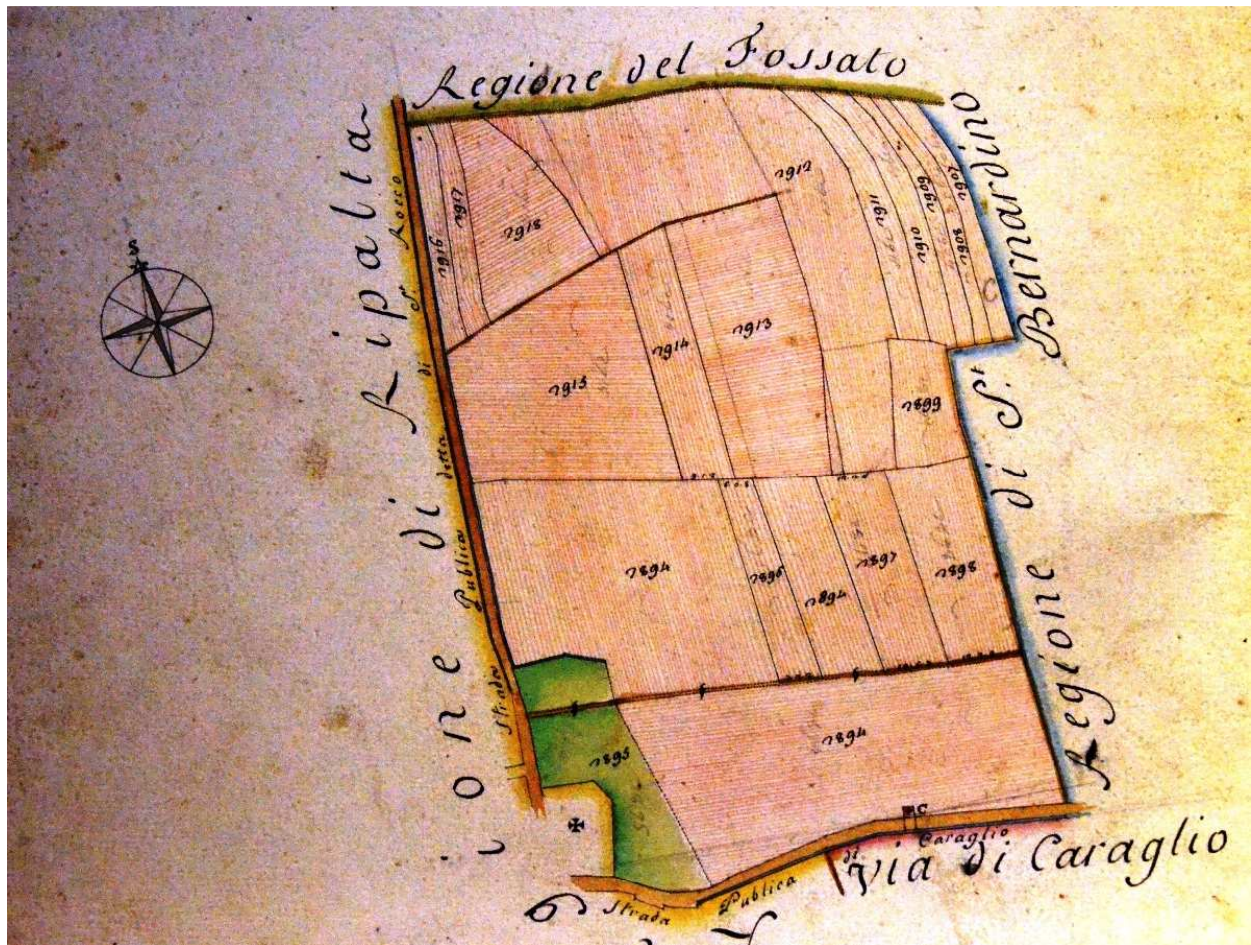 Regione del Fossato
Regione di S.t Bernardino
Via di Caraglio
ione di Ripalta
Strada Publica detta di S.t Rocco
Strada Publica di Caraglio
S
1916
1917
1918
1912
1911
1910
1909
1908
1907
1915
1914
1913
1899
1894
1896
1894
1897
1898
1895
1894
C